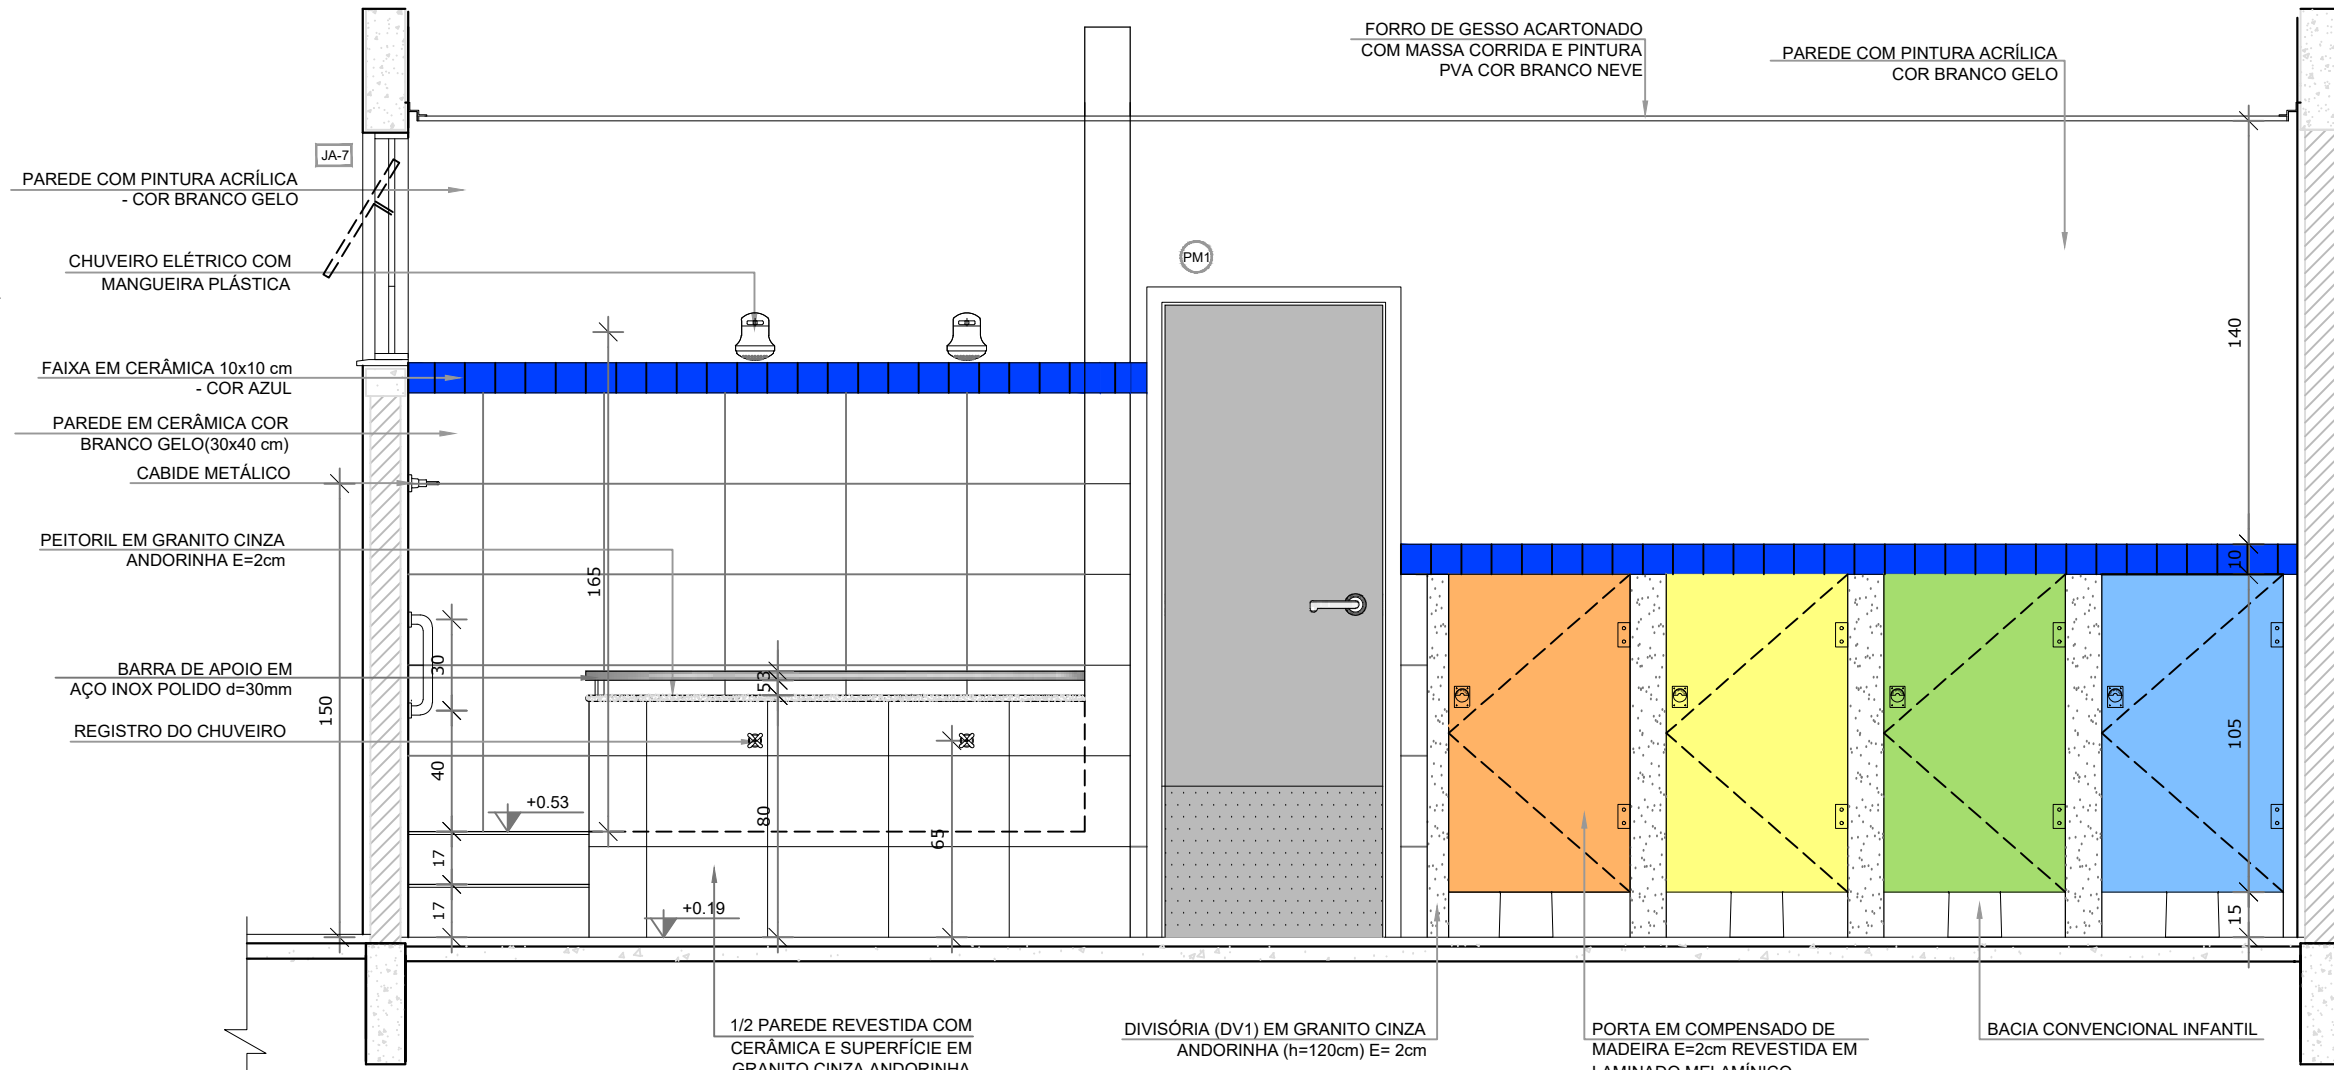 FORRO DE GESSO ACARTONADO
COM MASSA CORRIDA E PINTURA
PVA COR BRANCO NEVE
PAREDE COM PINTURA ACRÍLICA
COR BRANCO GELO
JA-7
PAREDE COM PINTURA ACRÍLICA
- COR BRANCO GELO
PM1
CHUVEIRO ELÉTRICO COM
MANGUEIRA PLÁSTICA
140
FAIXA EM CERÂMICA 10x10 cm
- COR AZUL
PAREDE EM CERÂMICA COR
BRANCO GELO(30x40 cm)
CABIDE METÁLICO
PEITORIL EM GRANITO CINZA
ANDORINHA E=2cm
10
165
BARRA DE APOIO EM
AÇO INOX POLIDO d=30mm
30
53
150
REGISTRO DO CHUVEIRO
105
40
+0.53
80
65
17
17
+0.19
15
1/2 PAREDE REVESTIDA COM
CERÂMICA E SUPERFÍCIE EM
GRANITO CINZA ANDORINHA
DIVISÓRIA (DV1) EM GRANITO CINZA
ANDORINHA (h=120cm) E= 2cm
PORTA EM COMPENSADO DE
MADEIRA E=2cm REVESTIDA EM
LAMINADO MELAMÍNICO
BACIA CONVENCIONAL INFANTIL